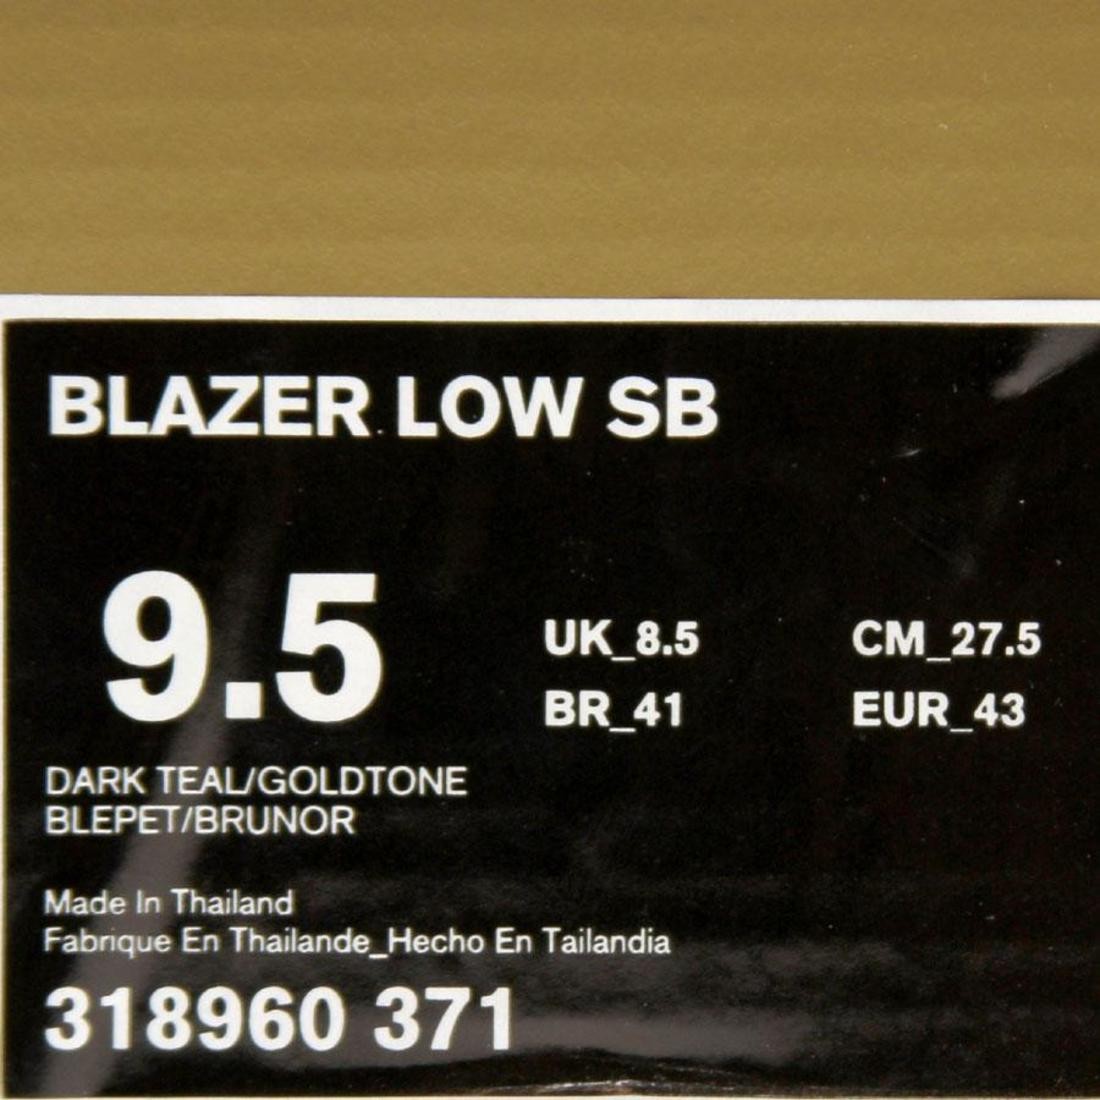 BLAZER LOW SB
9.5
UK_8.5 CM_27.5
BR_41 EUR_43
DARK TEAL/GOLDTONE
BLEPET/BRUNOR
Made In Thailand
Fabrique En Thailande_Hecho En Tailandia
318960 371